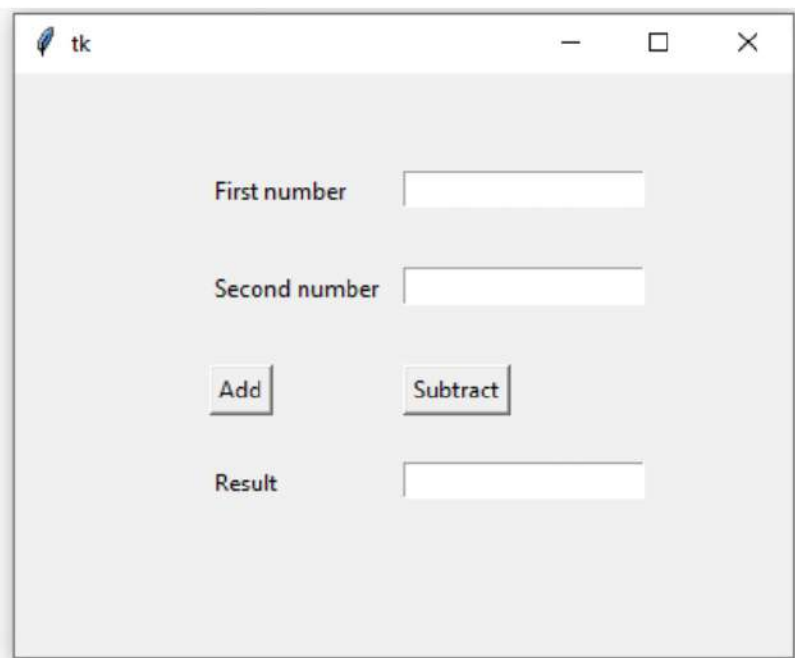 tk
First number
Second number
Add Subtract
Result